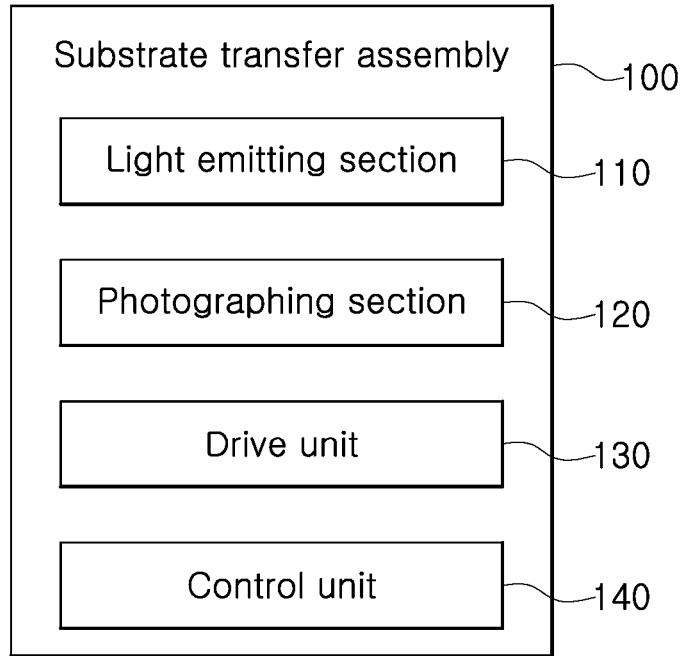 Substrate transfer assembly
100
Light emitting section
110
Photographing section
120
Drive unit
130
Control unit
140